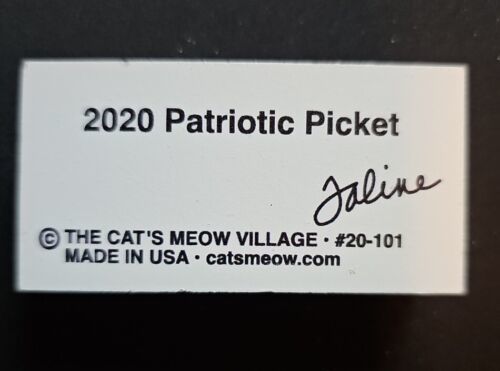 2020 Patriotic Picket
Faline
© THE CAT'S MEOW VILLAGE · #20-101
MADE IN USA · catsmeow.com